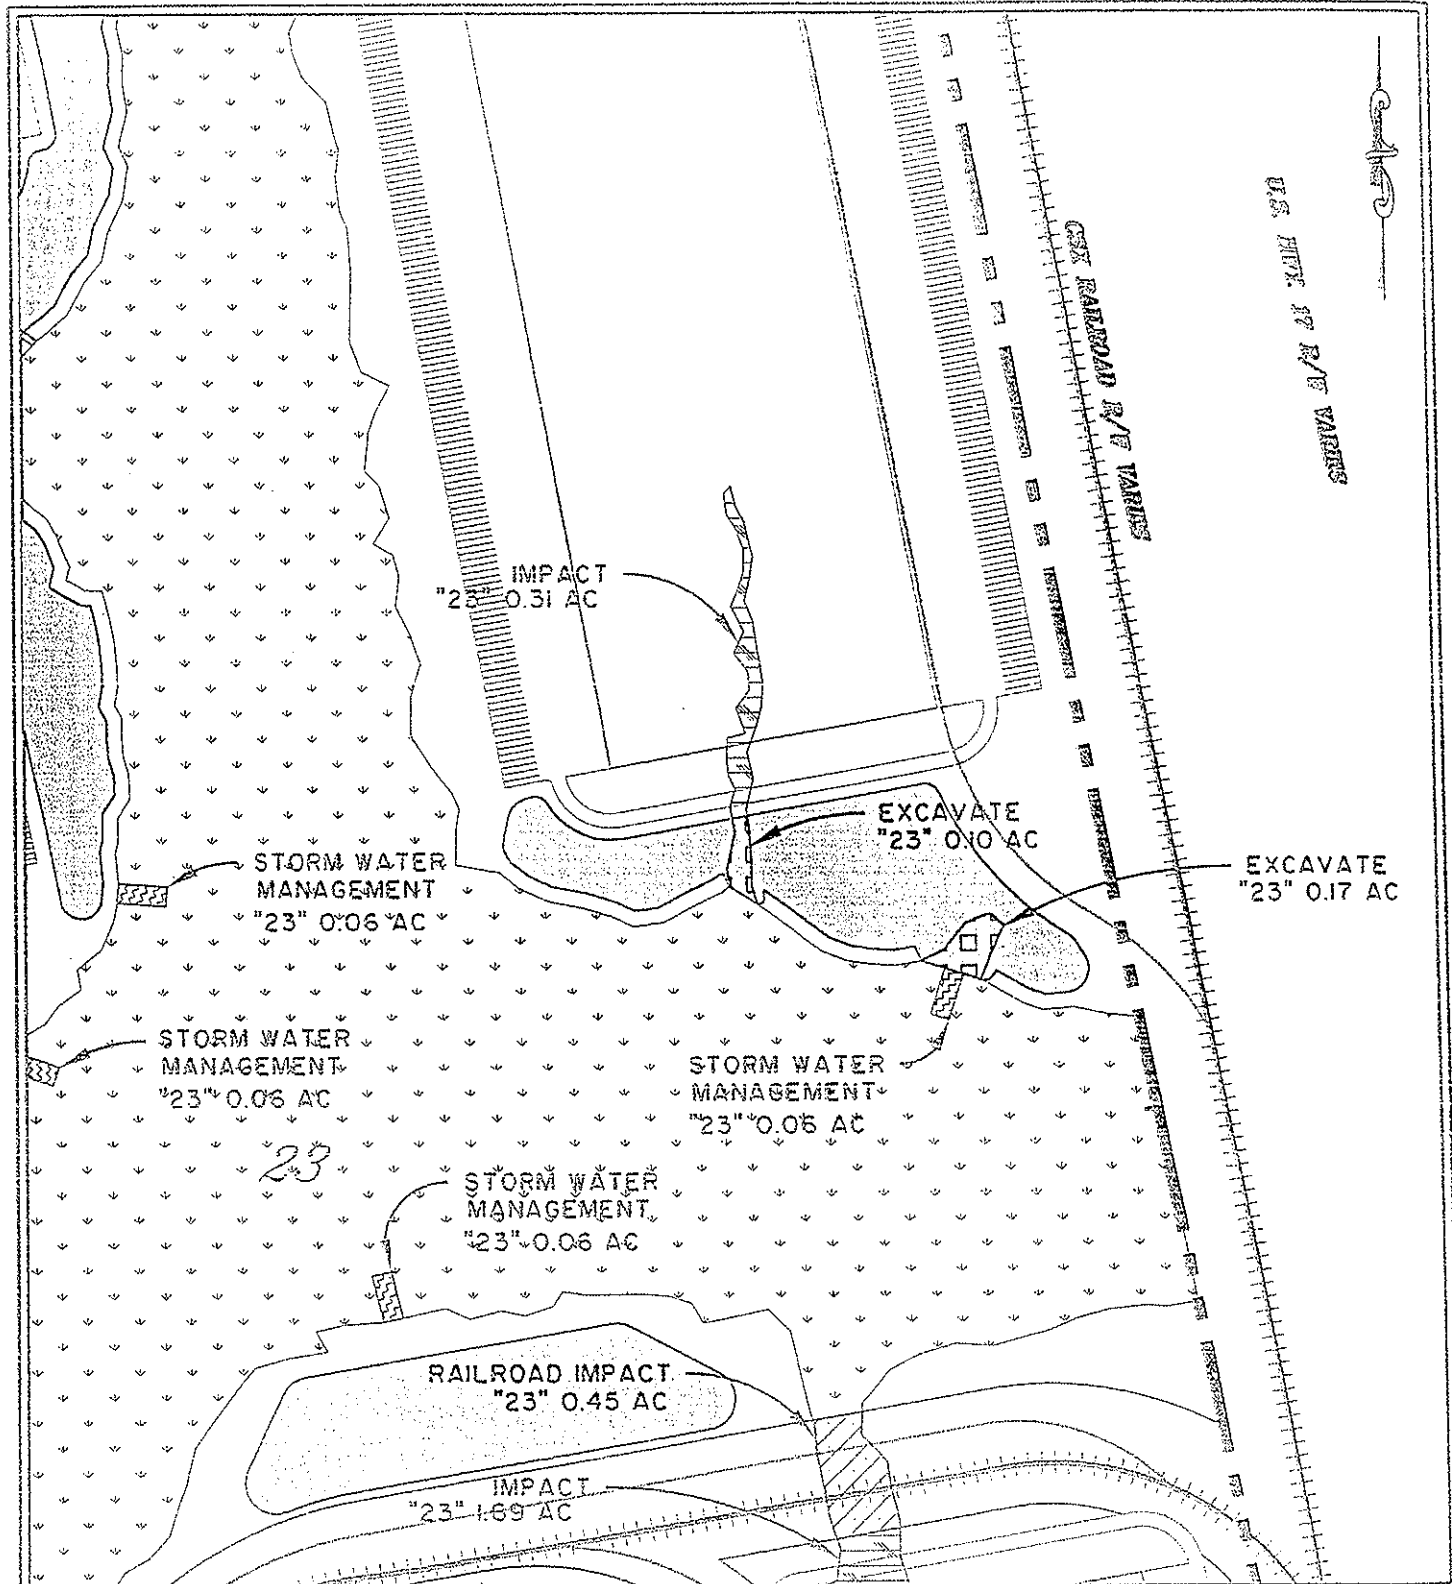 U.S. HWY. 17 R/W VARIES
CSX RAILROAD R/W VARIES
IMPACT
"23" 0.31 AC
EXCAVATE
"23" 0.10 AC
EXCAVATE
"23" 0.17 AC
STORM WATER
MANAGEMENT
"23" 0.06 AC
STORM WATER
MANAGEMENT
"23" 0.06 AC
STORM WATER
MANAGEMENT
"23" 0.06 AC
23
STORM WATER
MANAGEMENT
"23" 0.06 AC
RAILROAD IMPACT
"23" 0.45 AC
IMPACT
"23" 1.69 AC